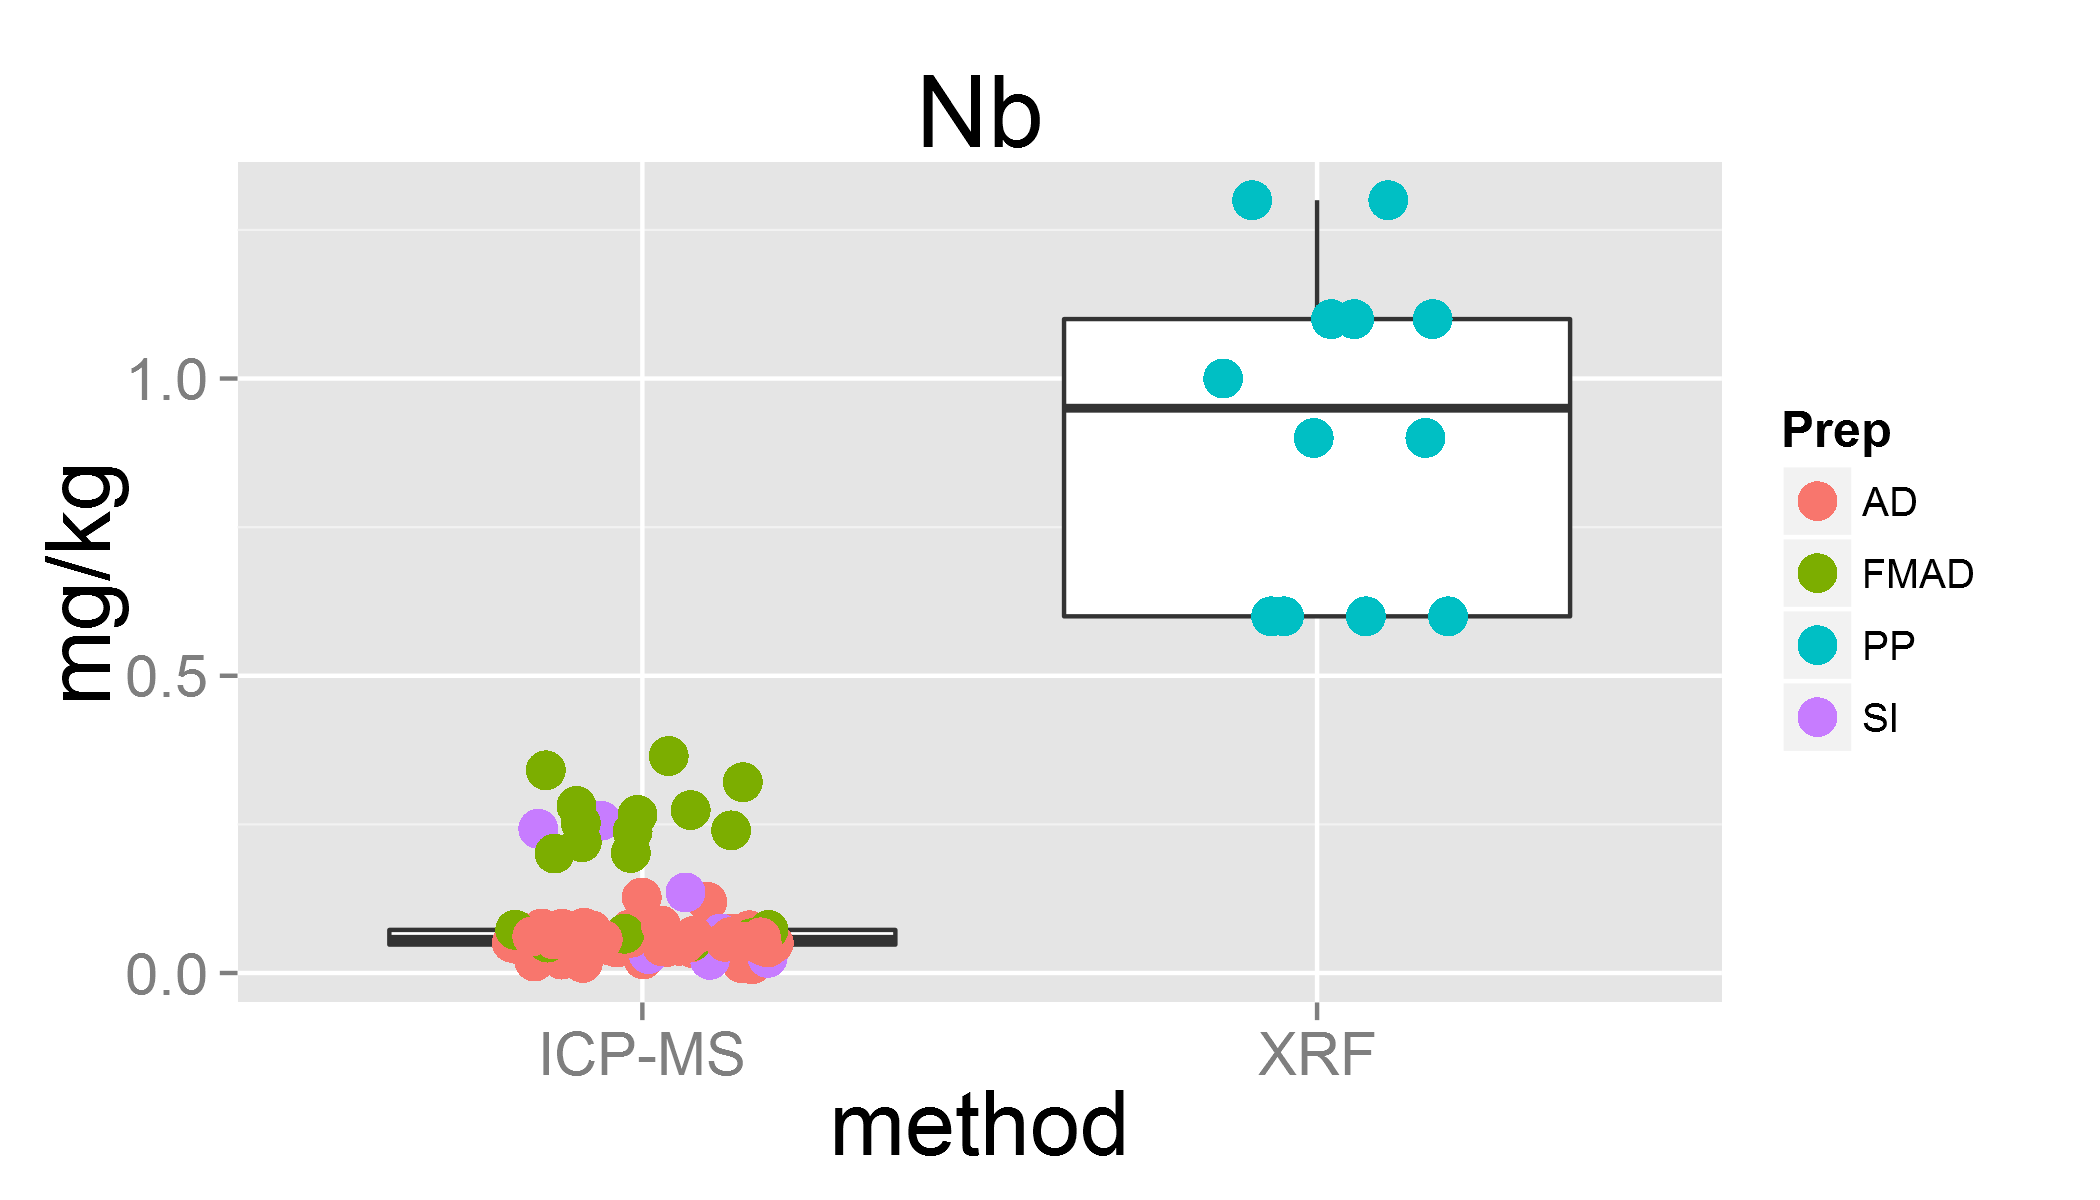 Nb
mg/kg
1.0
0.5
0.0
ICP-MS
XRF
method
Prep
AD
FMAD
PP
SI